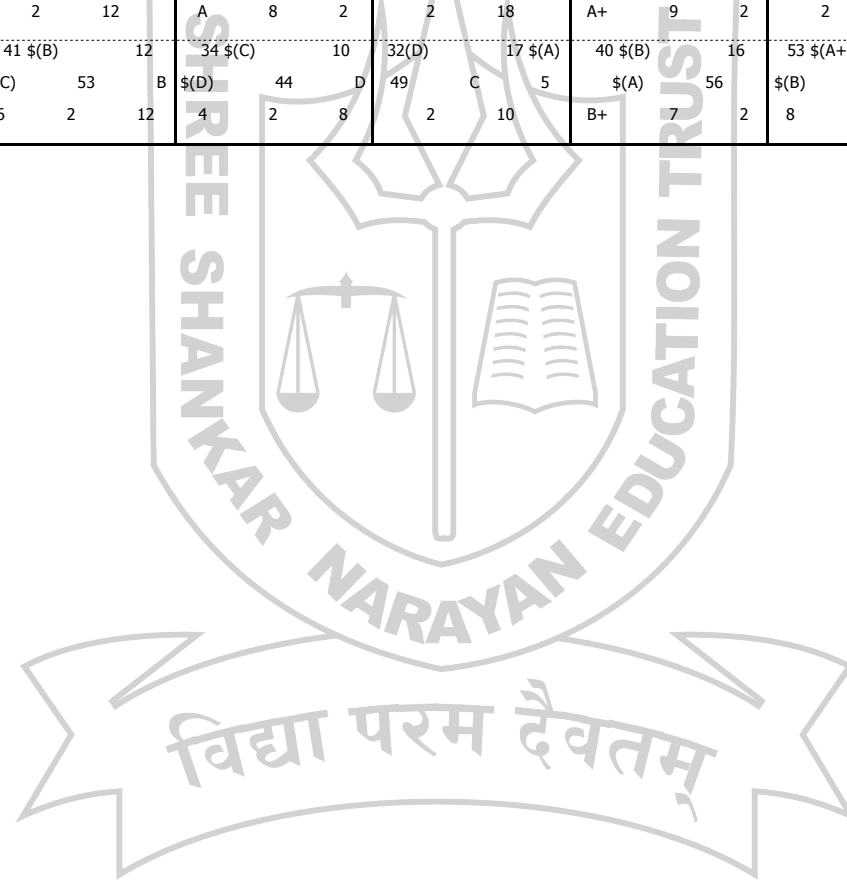 2 12 A 8 2 2 18 A+ 9 2 2
41 $(B) 12 34 $(C) 10 32(D) 17 $(A) 40 $(B) 16 53 $(A+
C) 53 B $(D) 44 D 49 C 5 $(A) 56 $(B)
2 12 4 2 8 2 10 B+ 7 2 8
SHREE SHANKAR NARAYAN EDUCATION TRUST
विद्या परम दैवतम्